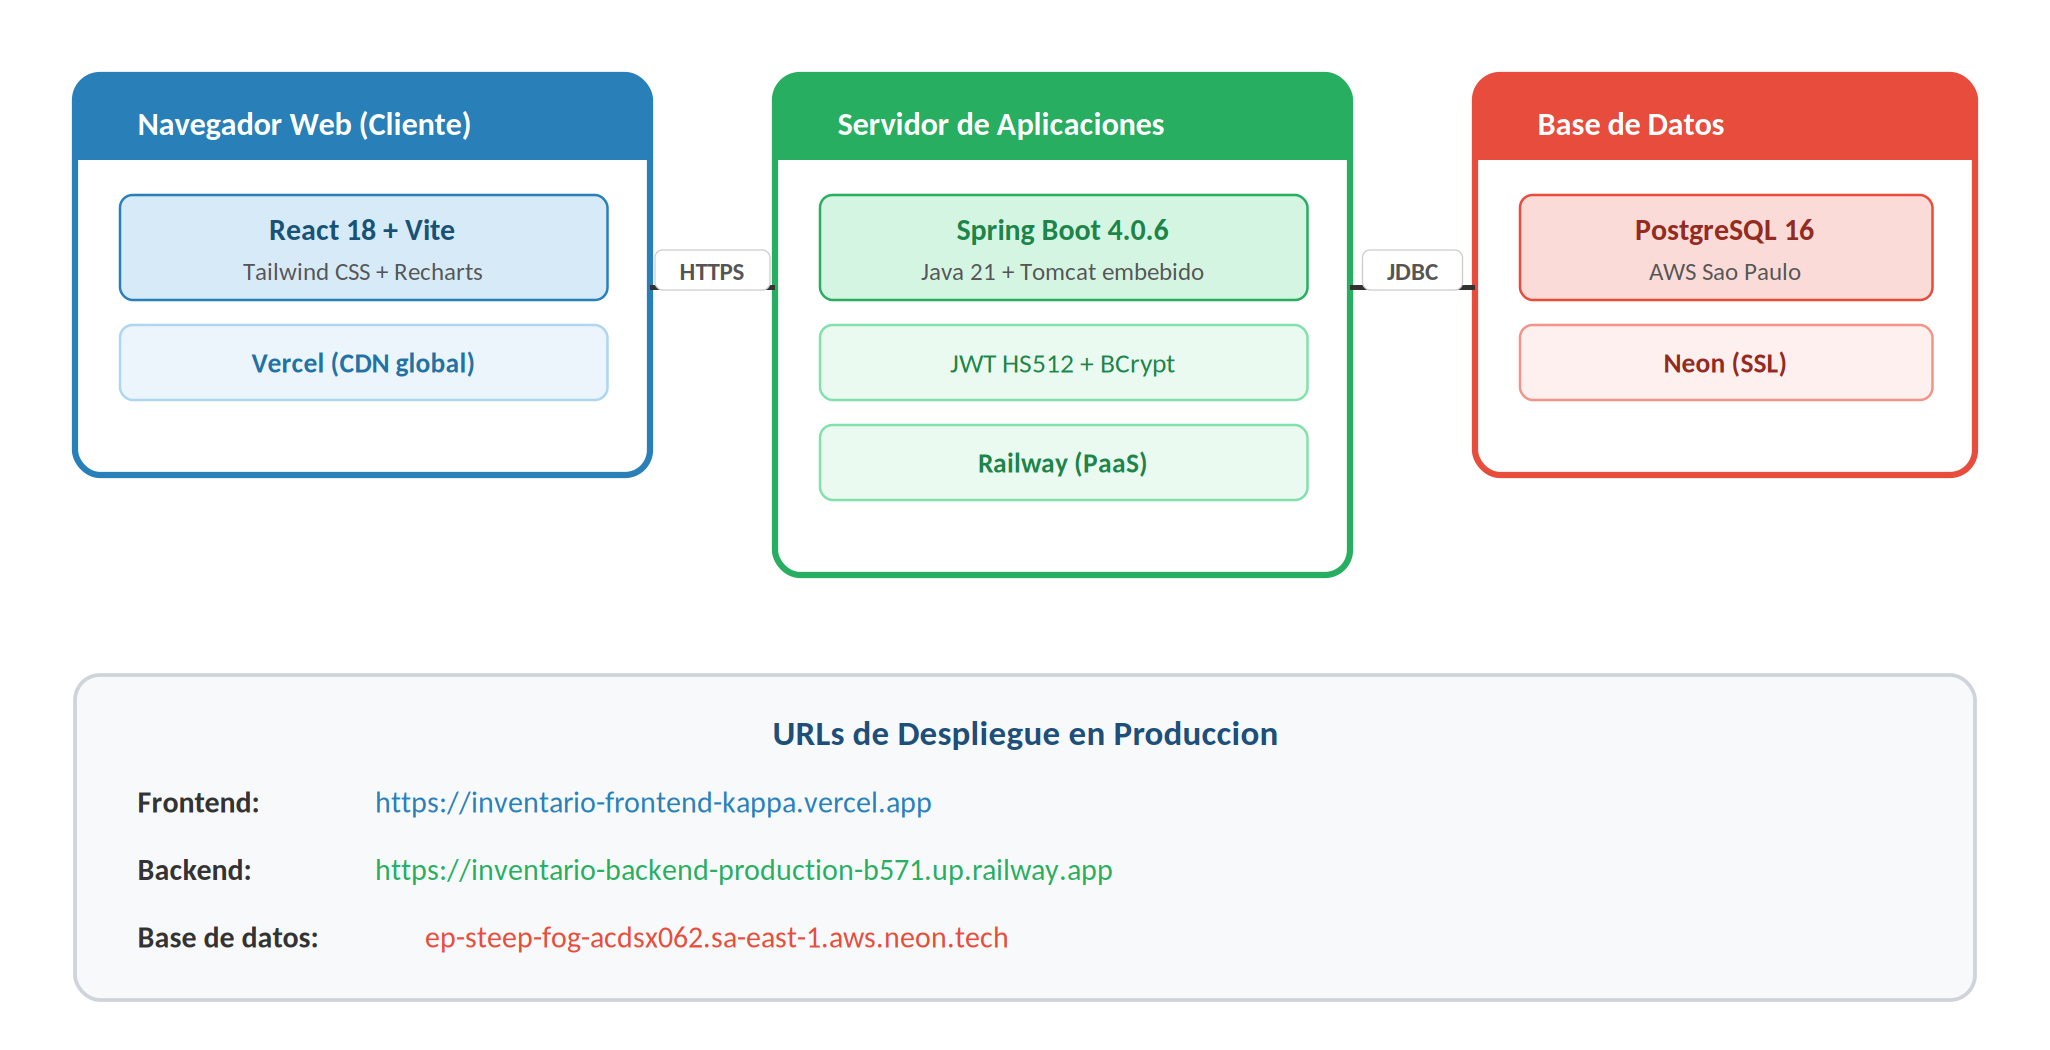 Navegador Web (Cliente)
React 18 + Vite
Tailwind CSS + Recharts
Vercel (CDN global)
HTTPS
Servidor de Aplicaciones
Spring Boot 4.0.6
Java 21 + Tomcat embebido
JWT HS512 + BCrypt
Railway (PaaS)
JDBC
Base de Datos
PostgreSQL 16
AWS Sao Paulo
Neon (SSL)
URLs de Despliegue en Produccion
Frontend: https://inventario-frontend-kappa.vercel.app
Backend: https://inventario-backend-production-b571.up.railway.app
Base de datos: ep-steep-fog-acdsx062.sa-east-1.aws.neon.tech